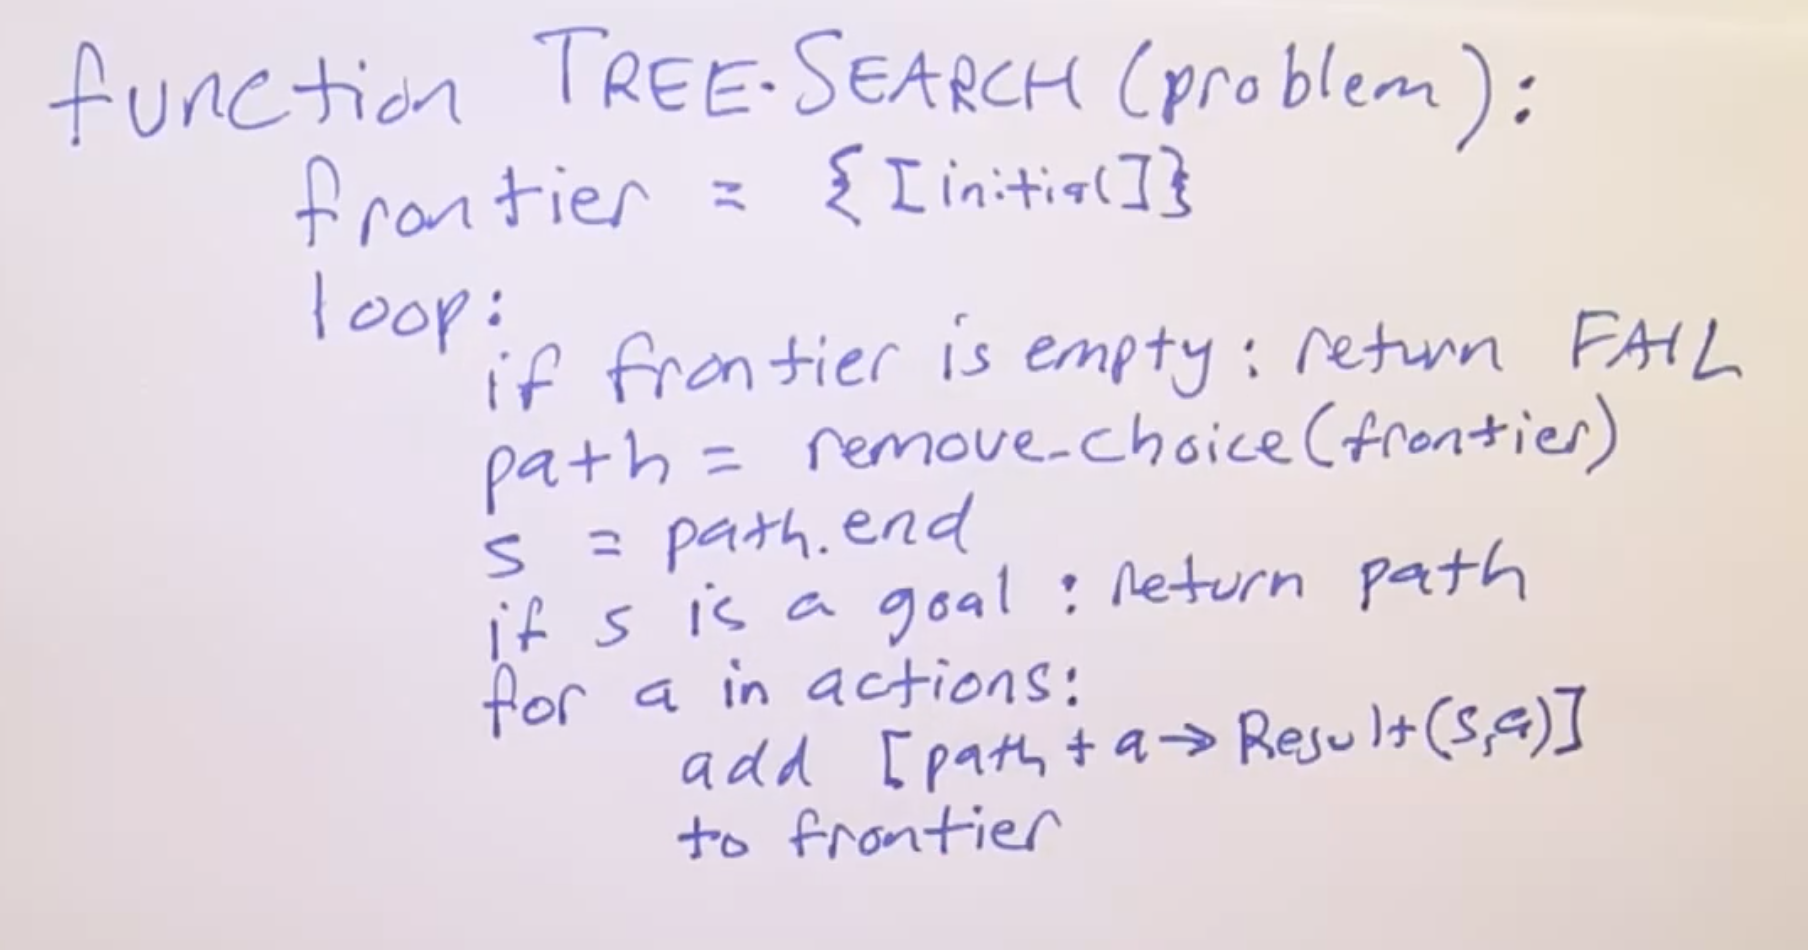 function TREE-SEARCH (problem):
frontier = {[initial]}
loop:
if frontier is empty: return FAIL
path = remove-choice(frontier)
s = path.end
if s is a goal: return path
for a in actions:
add [path + a → Result(s,a)]
to frontier